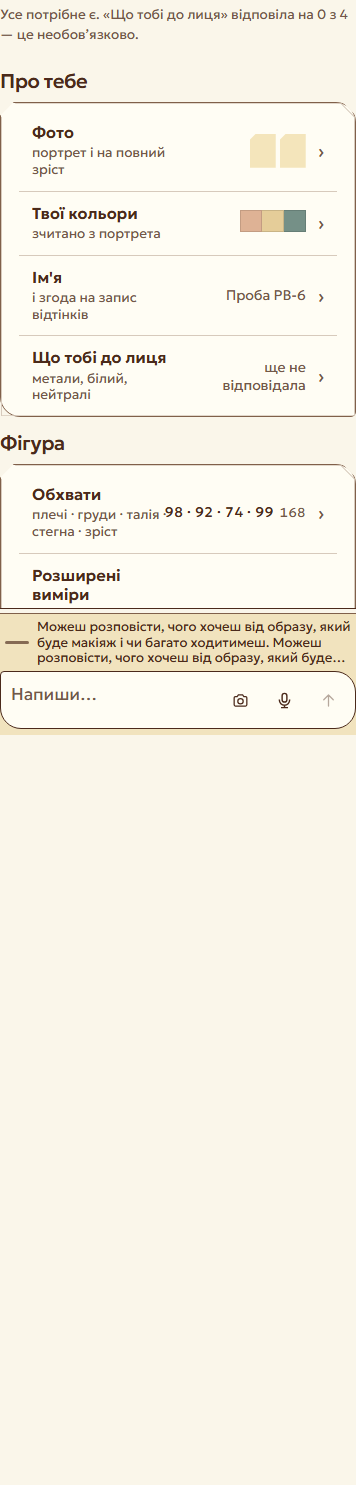 Усе потрібне є. «Що тобі до лиця» відповіла на 0 з 4
— це необов’язково.
Про тебе
Фото
портрет і на повний
зріст
›
Твої кольори
зчитано з портрета
›
Ім'я
і згода на запис
відтінків
Проба РВ-6 ›
Що тобі до лиця
метали, білий,
нейтралі
ще не
відповідала
›
Фігура
Обхвати
плечі · груди · талія ·
стегна · зріст
98 · 92 · 74 · 99 168 ›
Розширені
виміри
Можеш розповісти, чого хочеш від образу, який
буде макіяж і чи багато ходитимеш. Можеш
розповісти, чого хочеш від образу, який буде…
Напиши…